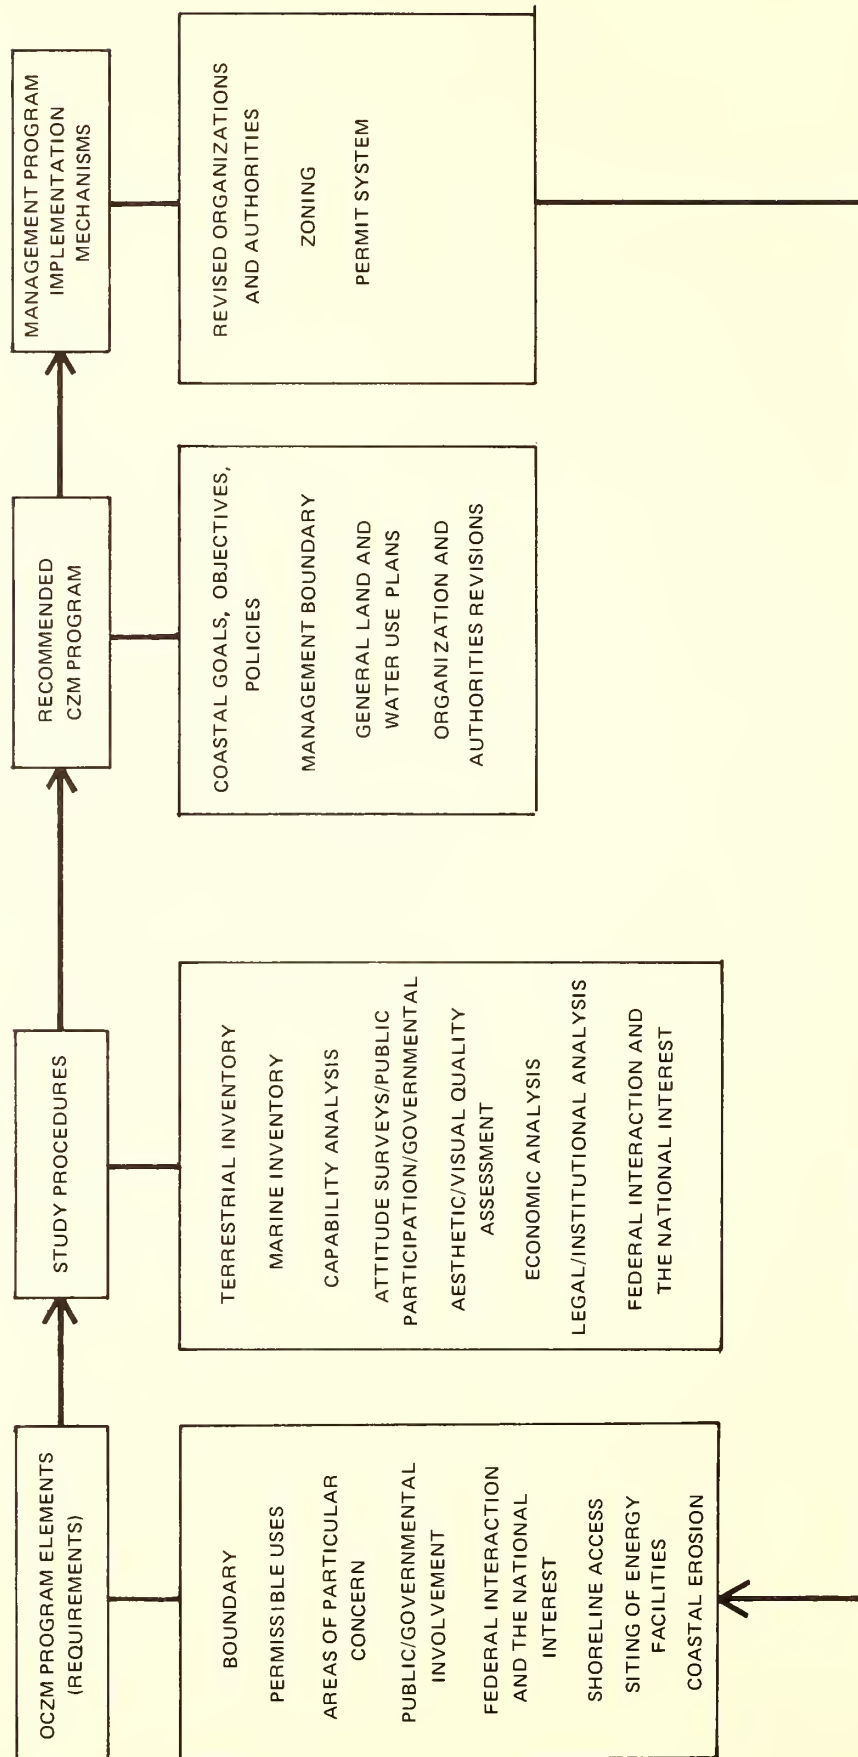 OCZM PROGRAM ELEMENTS
(REQUIREMENTS)
BOUNDARY
PERMISSIBLE USES
AREAS OF PARTICULAR
CONCERN
PUBLIC/GOVERNMENTAL
INVOLVEMENT
FEDERAL INTERACTION
AND THE NATIONAL
INTEREST
SHORELINE ACCESS
SITING OF ENERGY
FACILITIES
COASTAL EROSION
STUDY PROCEDURES
TERRESTRIAL INVENTORY
MARINE INVENTORY
CAPABILITY ANALYSIS
ATTITUDE SURVEYS/PUBLIC
PARTICIPATION/GOVERNMENTAL
AESTHETIC/VISUAL QUALITY
ASSESSMENT
ECONOMIC ANALYSIS
LEGAL/INSTITUTIONAL ANALYSIS
FEDERAL INTERACTION AND
THE NATIONAL INTEREST
RECOMMENDED
CZM PROGRAM
COASTAL GOALS, OBJECTIVES,
POLICIES
MANAGEMENT BOUNDARY
GENERAL LAND AND
WATER USE PLANS
ORGANIZATION AND
AUTHORITIES REVISIONS
MANAGEMENT PROGRAM
IMPLEMENTATION
MECHANISMS
REVISED ORGANIZATIONS
AND AUTHORITIES
ZONING
PERMIT SYSTEM